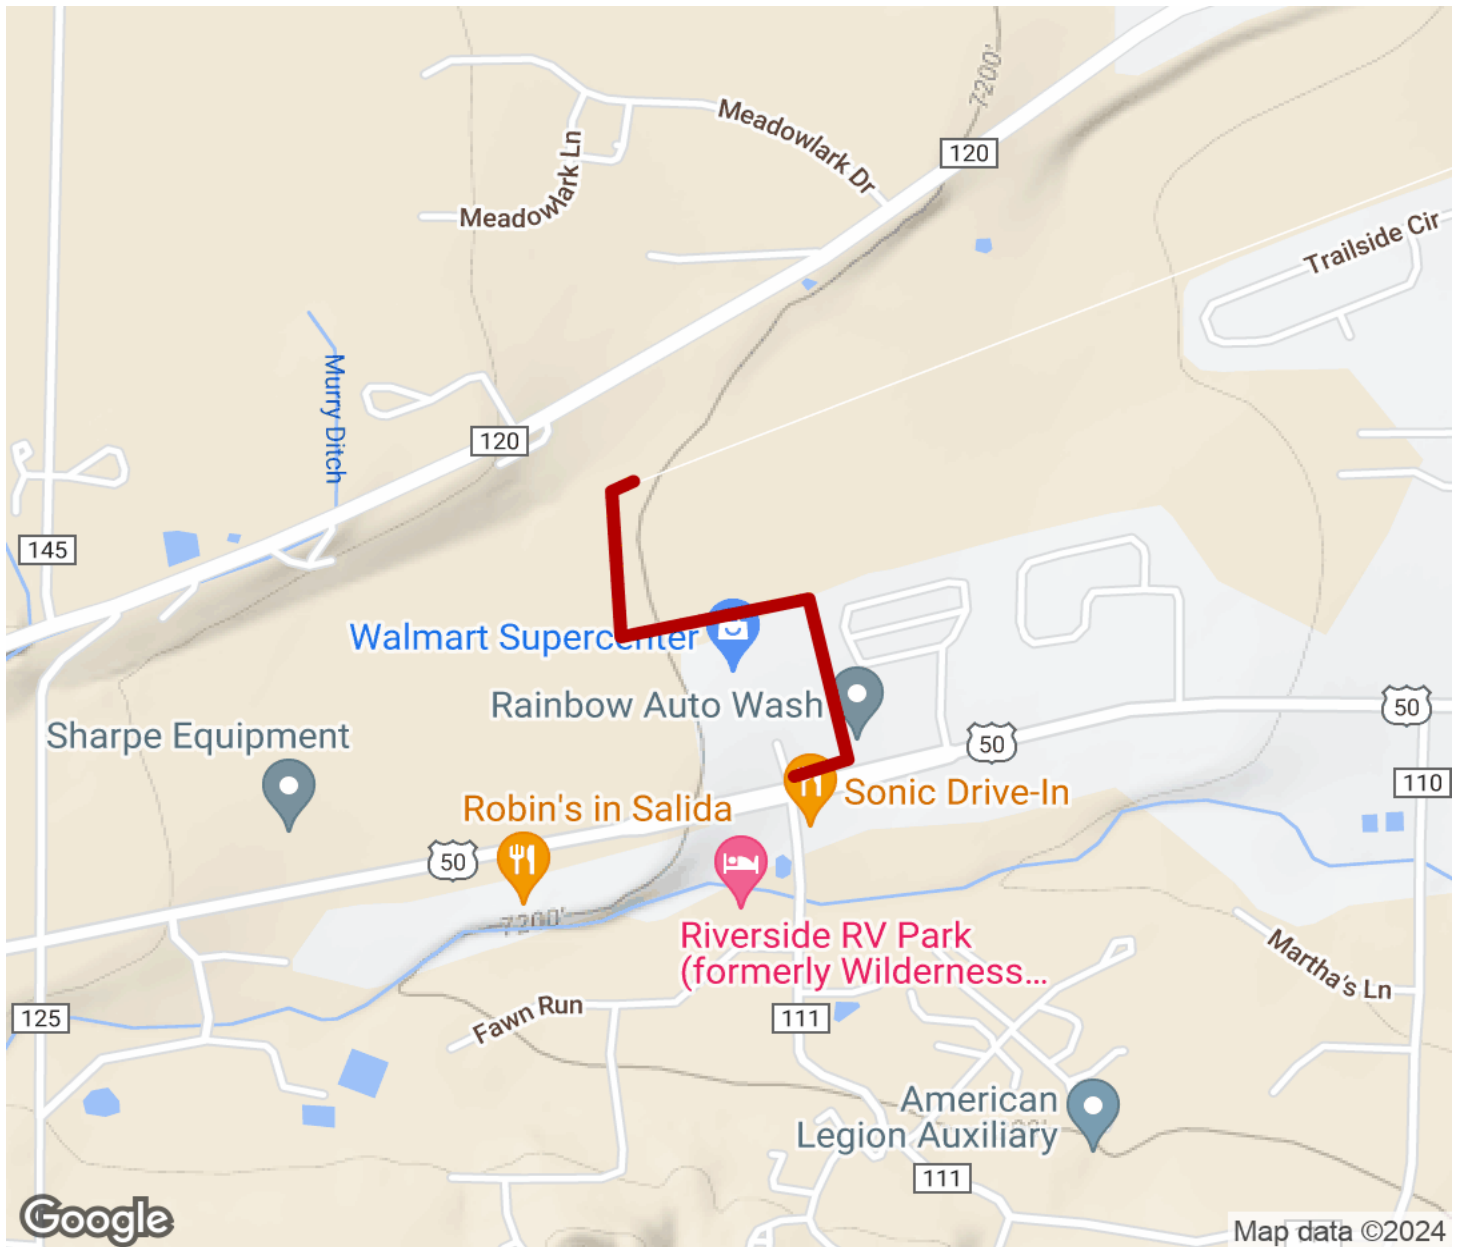 7200'
Meadowlark Dr
120
Meadowlark Ln
Trailside Cir
Murry Ditch
120
145
Walmart Supercenter
Rainbow Auto Wash
50
Sharpe Equipment
50
110
Sonic Drive-In
Robin's in Salida
50
7200'
Riverside RV Park
(formerly Wilderness...
Martha's Ln
125
Fawn Run
111
American
Legion Auxiliary
111
Google
Map data ©2024